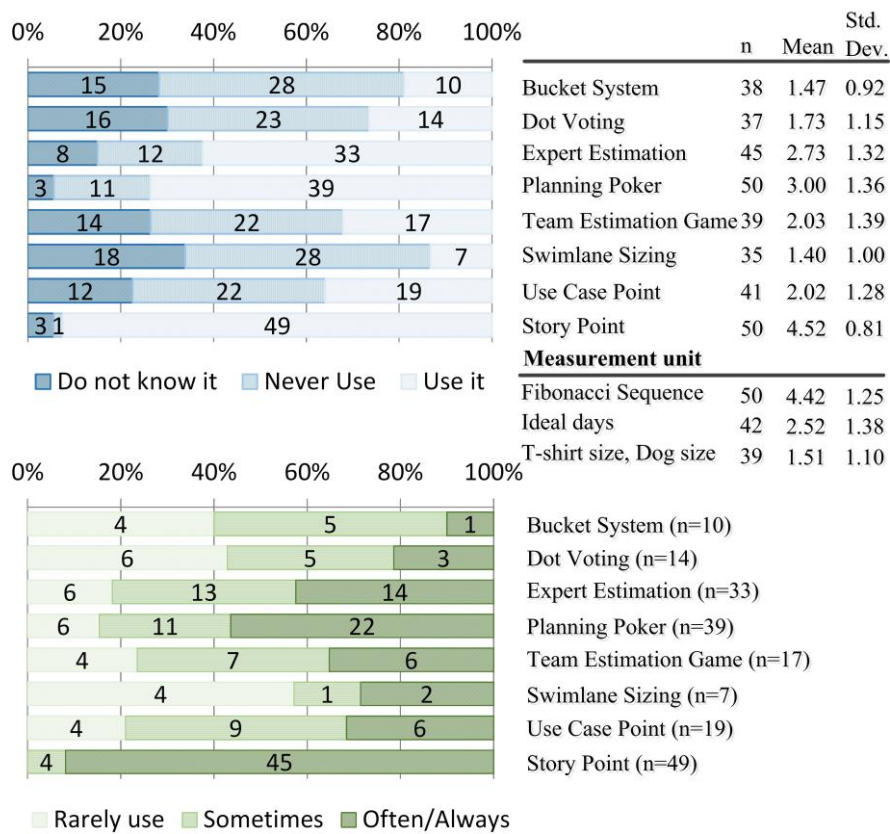 0% 20% 40% 60% 80% 100%
n Mean Std. Dev.
15 28 10 Bucket System 38 1.47 0.92
16 23 14 Dot Voting 37 1.73 1.15
8 12 33 Expert Estimation 45 2.73 1.32
3 11 39 Planning Poker 50 3.00 1.36
14 22 17 Team Estimation Game 39 2.03 1.39
18 28 7 Swimlane Sizing 35 1.40 1.00
12 22 19 Use Case Point 41 2.02 1.28
3 1 49 Story Point 50 4.52 0.81
Do not know it Never Use Use it
Measurement unit
Fibonacci Sequence 50 4.42 1.25
Ideal days 42 2.52 1.38
T-shirt size, Dog size 39 1.51 1.10
0% 20% 40% 60% 80% 100%
4 5 1 Bucket System (n=10)
6 5 3 Dot Voting (n=14)
6 13 14 Expert Estimation (n=33)
6 11 22 Planning Poker (n=39)
4 7 6 Team Estimation Game (n=17)
4 1 2 Swimlane Sizing (n=7)
4 9 6 Use Case Point (n=19)
4 45 Story Point (n=49)
Rarely use Sometimes Often/Always